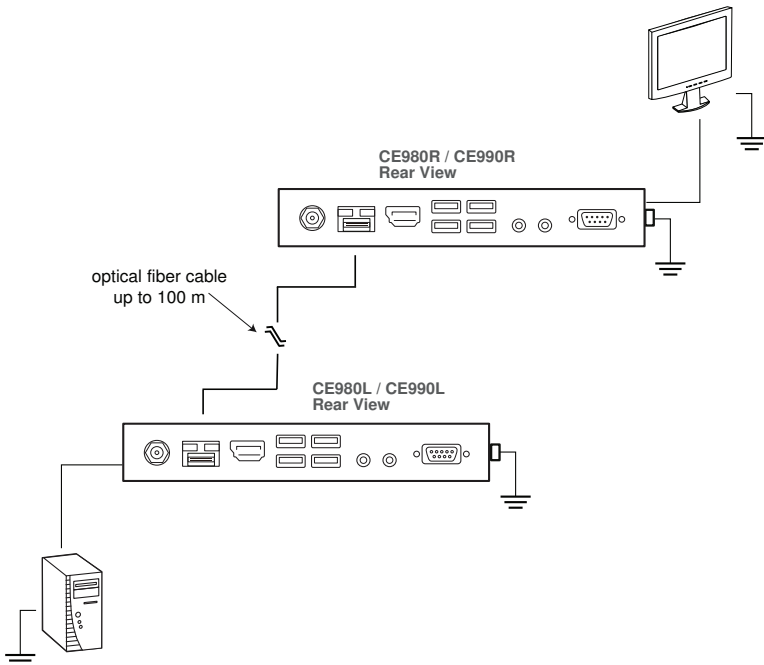 CE980R / CE990R
Rear View
optical fiber cable
up to 100 m
CE980L / CE990L
Rear View